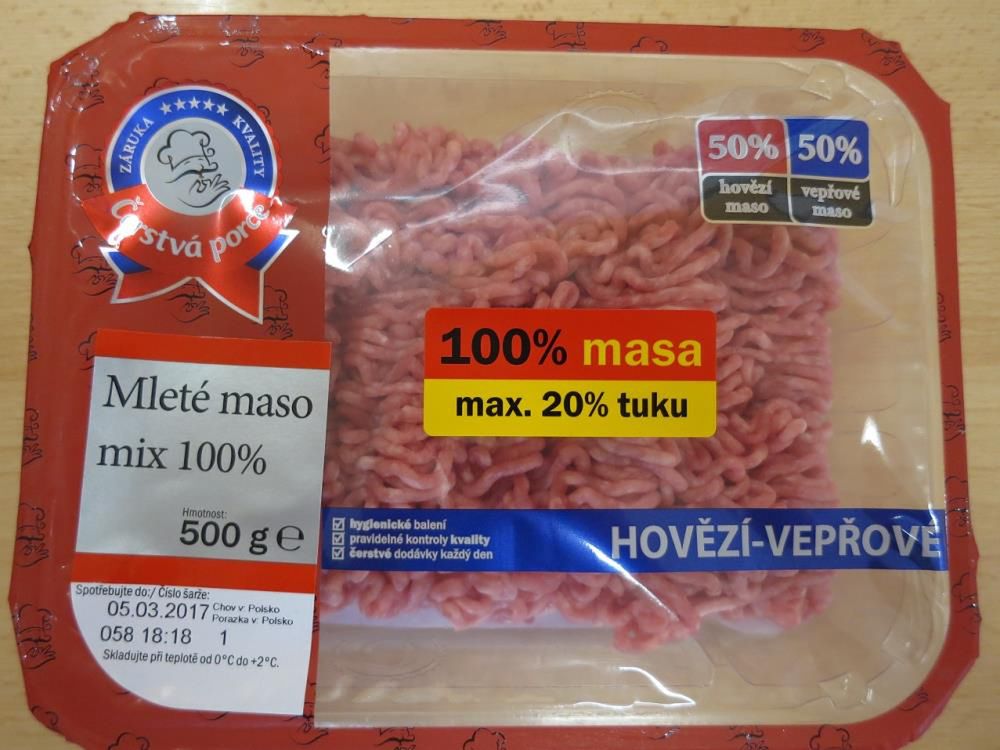 ZÁRUKA KVALITY
Čerstvá porce
50% 50%
hovězí maso
vepřové maso
100% masa
max. 20% tuku
Mleté maso
mix 100%
Hmotnost:
500 g ℮
hygienické balení
pravidelné kontroly kvality
čerstvé dodávky každý den
HOVĚZÍ-VEPŘOVÉ
Spotřebujte do:/ Číslo šarže:
05.03.2017 Chov v: Polsko
Porazka v: Polsko
058 18:18 1
Skladujte při teplotě od 0°C do +2°C.